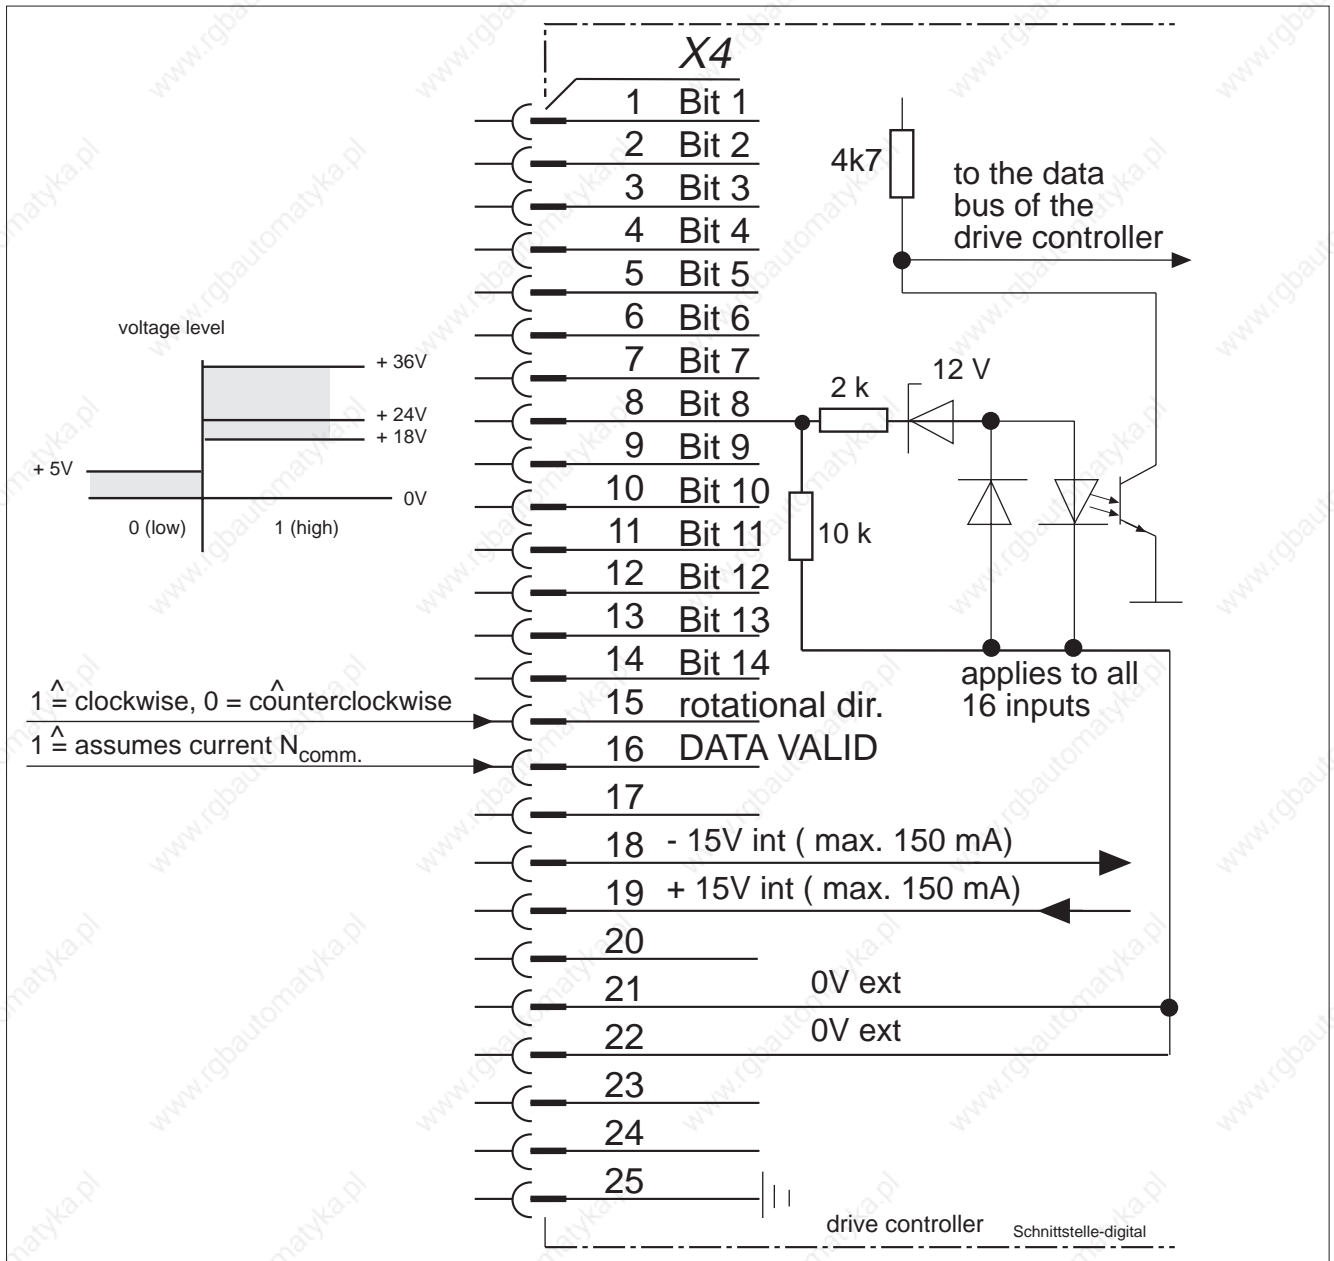 X4
1 Bit 1
2 Bit 2
3 Bit 3
4 Bit 4
5 Bit 5
6 Bit 6
7 Bit 7
8 Bit 8
9 Bit 9
10 Bit 10
11 Bit 11
12 Bit 12
13 Bit 13
14 Bit 14
15 rotational dir.
16 DATA VALID
17
18 - 15V int ( max. 150 mA)
19 + 15V int ( max. 150 mA)
20
21 0V ext
22 0V ext
23
24
25
4k7
to the data
bus of the
drive controller
2 k
12 V
10 k
applies to all
16 inputs
voltage level
+ 36V
+ 24V
+ 18V
+ 5V
0V
0 (low)
1 (high)
1 ≙ clockwise, 0 = coûnterclockwise
1 ≙ assumes current Ncomm.
drive controller
Schnittstelle-digital
www.rgbautomatyka.pl